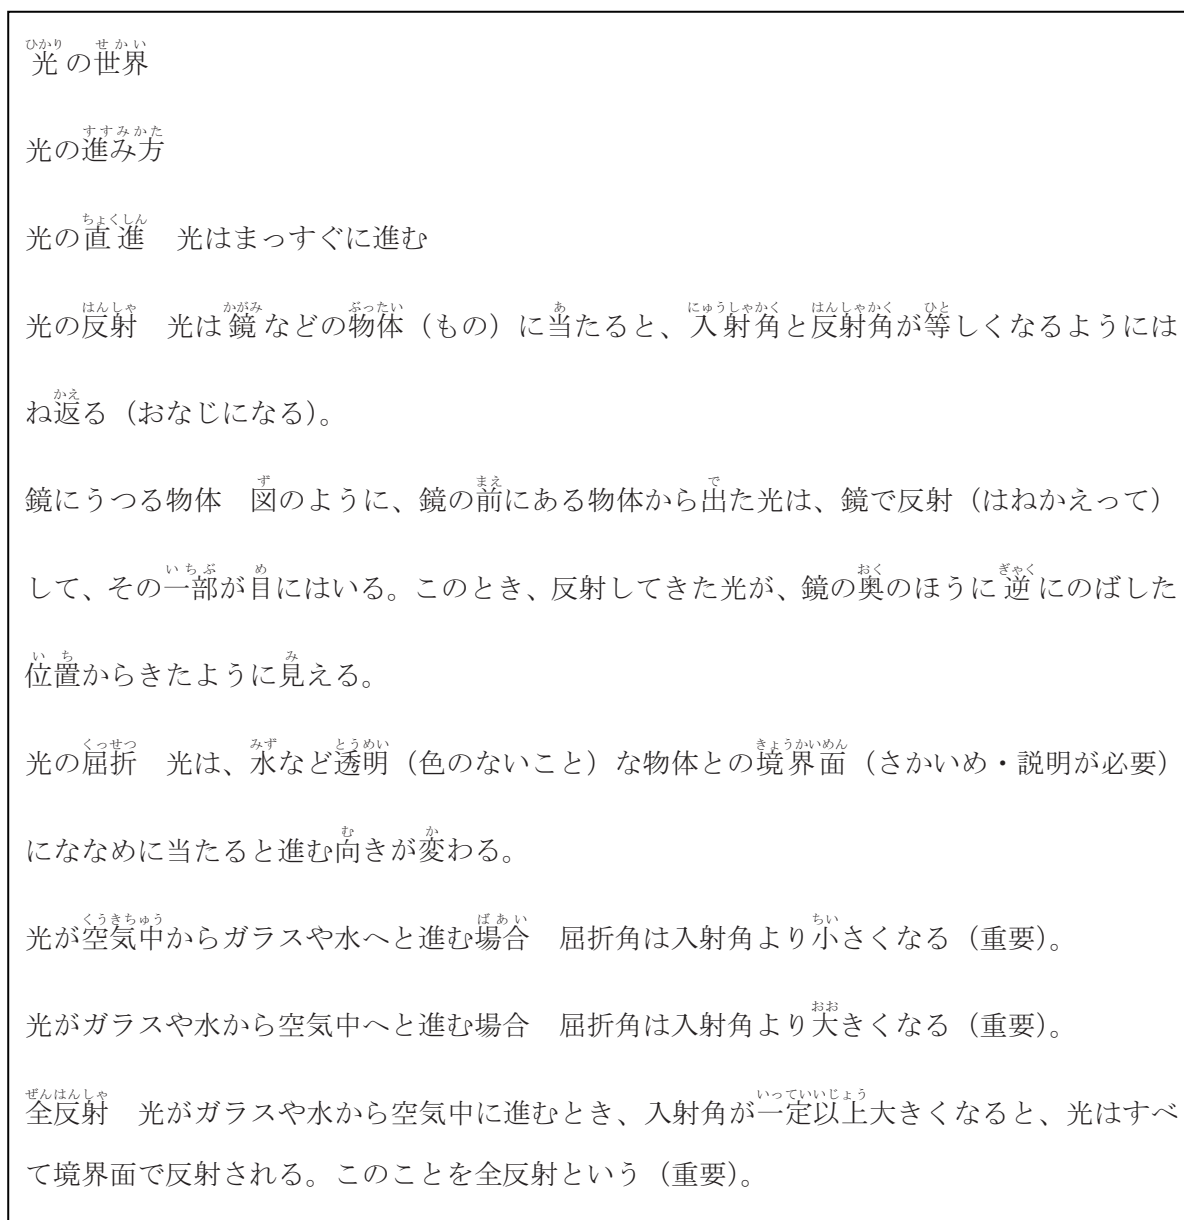 光の世界
光の進み方
光の直進　光はまっすぐに進む
光の反射　光は鏡などの物体（もの）に当たると、入射角と反射角が等しくなるようには
ね返る（おなじになる）。
鏡にうつる物体　図のように、鏡の前にある物体から出た光は、鏡で反射（はねかえって）
して、その一部が目にはいる。このとき、反射してきた光が、鏡の奥のほうに逆にのばした
位置からきたように見える。
光の屈折　光は、水など透明（色のないこと）な物体との境界面（さかいめ・説明が必要）
にななめに当たると進む向きが変わる。
光が空気中からガラスや水へと進む場合　屈折角は入射角より小さくなる（重要）。
光がガラスや水から空気中へと進む場合　屈折角は入射角より大きくなる（重要）。
全反射　光がガラスや水から空気中に進むとき、入射角が一定以上大きくなると、光はすべ
て境界面で反射される。このことを全反射という（重要）。